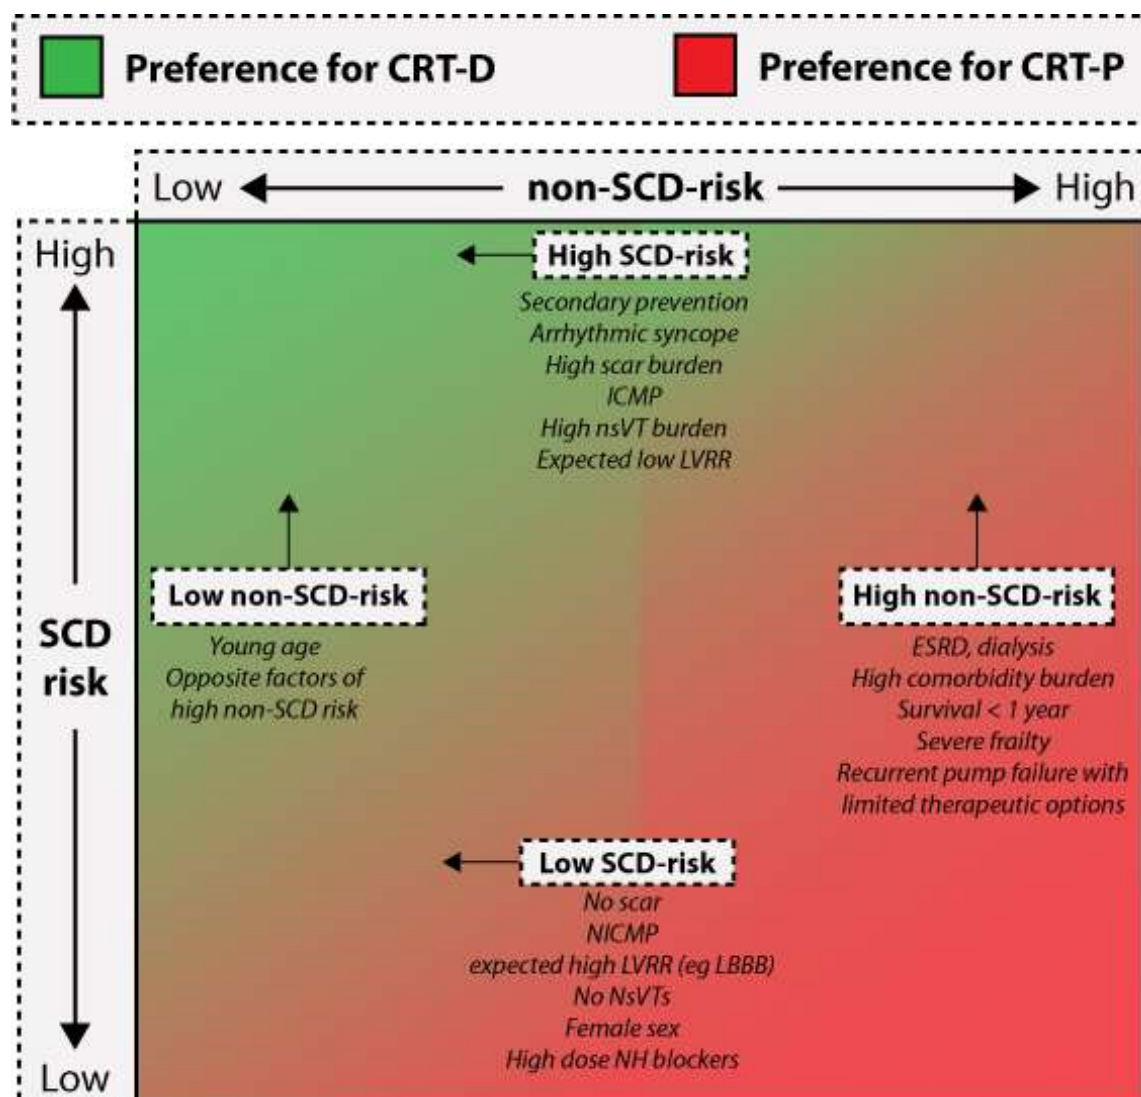 Preference for CRT-D
Preference for CRT-P
Low
non-SCD-risk
High
High
SCD
risk
Low
High SCD-risk
Secondary prevention
Arrhythmic syncope
High scar burden
ICMP
High nsVT burden
Expected low LVRR
Low non-SCD-risk
Young age
Opposite factors of
high non-SCD risk
High non-SCD-risk
ESRD, dialysis
High comorbidity burden
Survival < 1 year
Severe frailty
Recurrent pump failure with
limited therapeutic options
Low SCD-risk
No scar
NICMP
expected high LVRR (eg LBBB)
No NsVTs
Female sex
High dose NH blockers